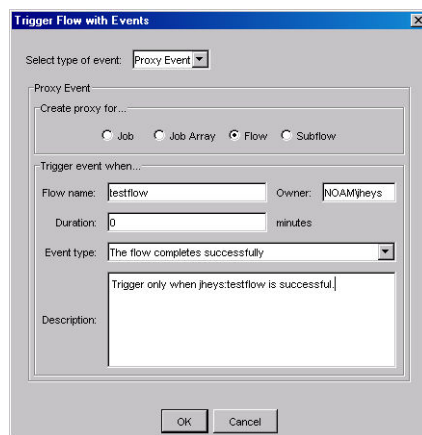 Trigger Flow with Events
Select type of event: Proxy Event
Proxy Event
Create proxy for...
Job Job Array Flow Subflow
Trigger event when...
Flow name: testflow Owner: NOAM\jheys
Duration: 0 minutes
Event type: The flow completes successfully
Description: Trigger only when jheys:testflow is successful.
OK Cancel